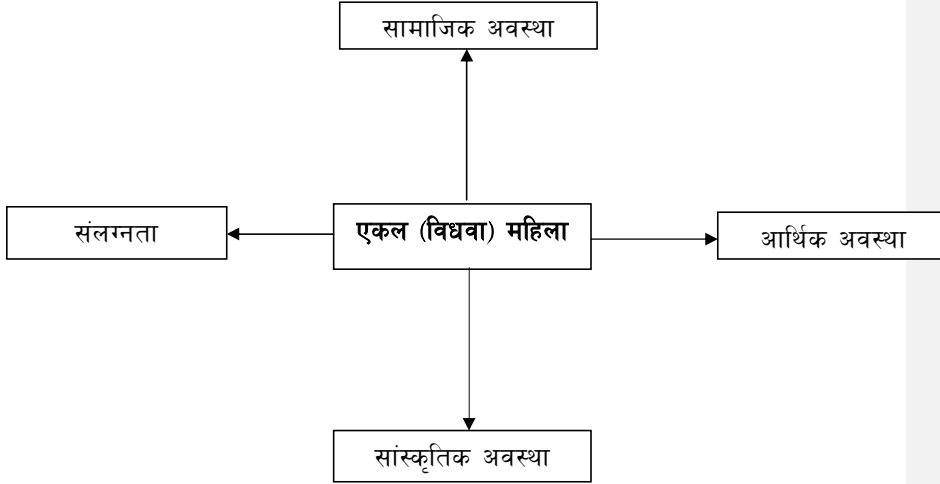 सामाजिक अवस्था
संलग्नता
एकल (विधवा) महिला
आर्थिक अवस्था
सांस्कृतिक अवस्था